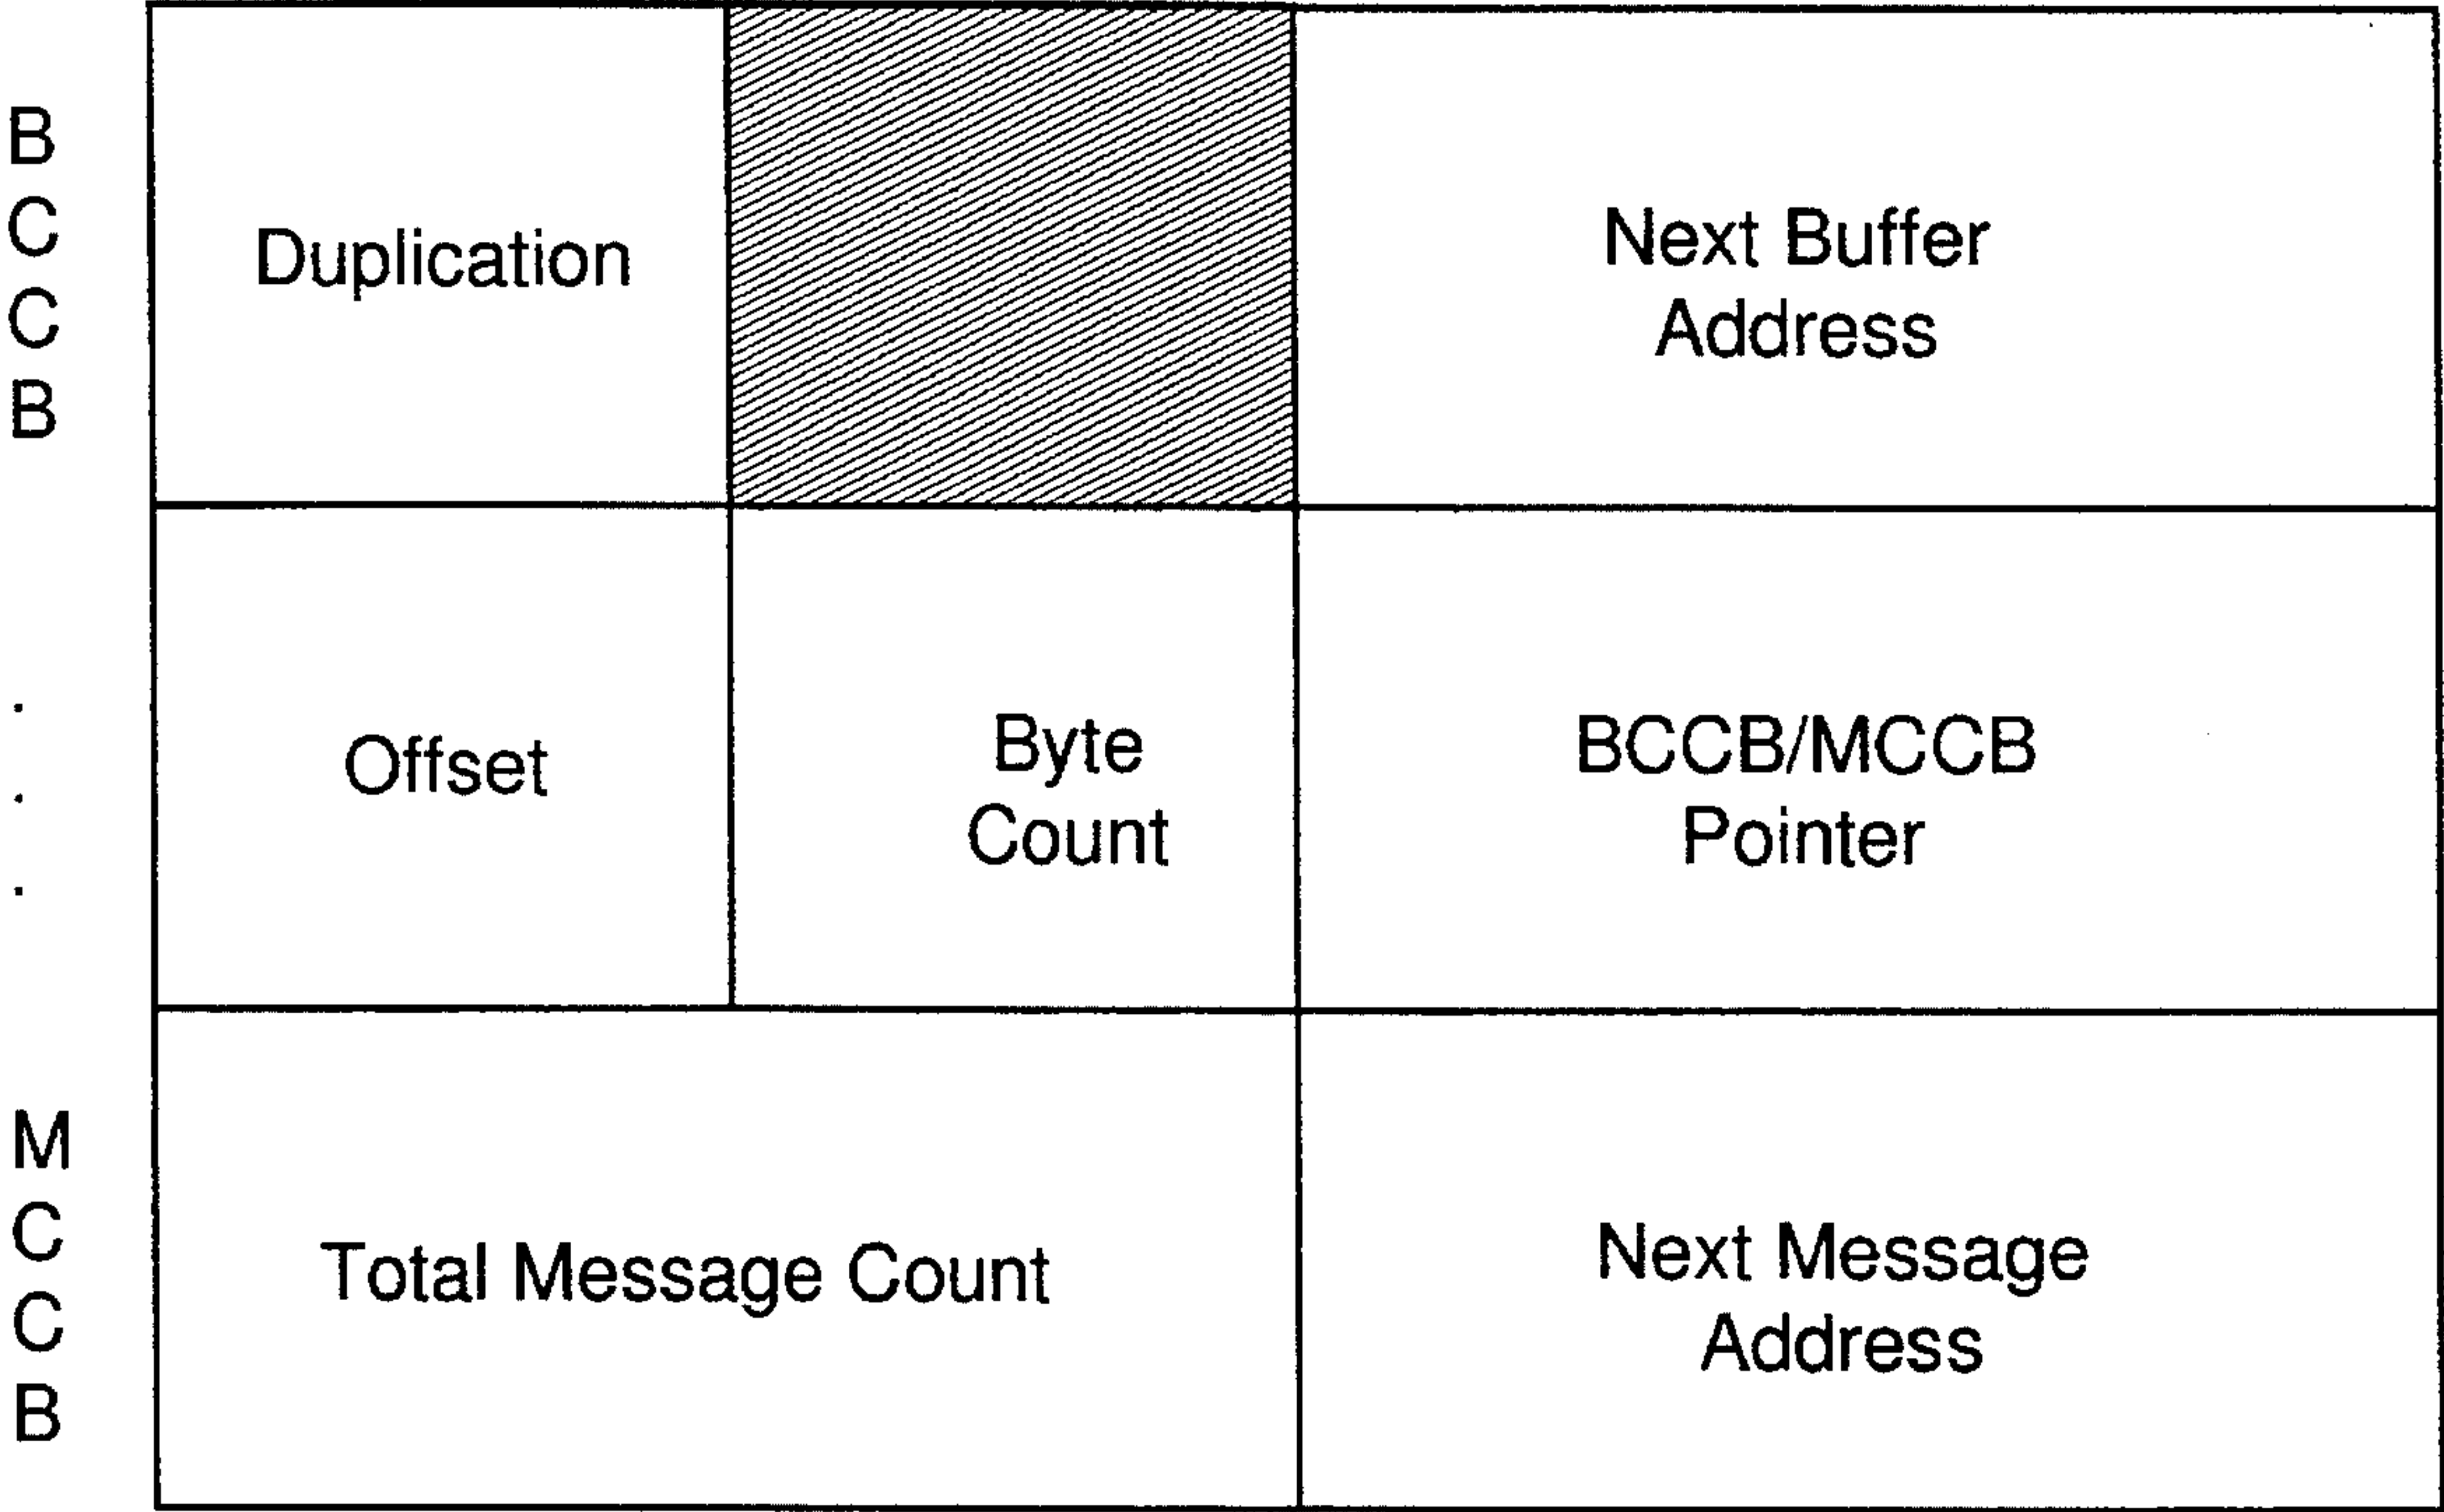 B
C
C
B
Duplication
Next Buffer
Address
.
.
.
Offset
Byte
Count
BCCB/MCCB
Pointer
M
C
C
B
Total Message Count
Next Message
Address